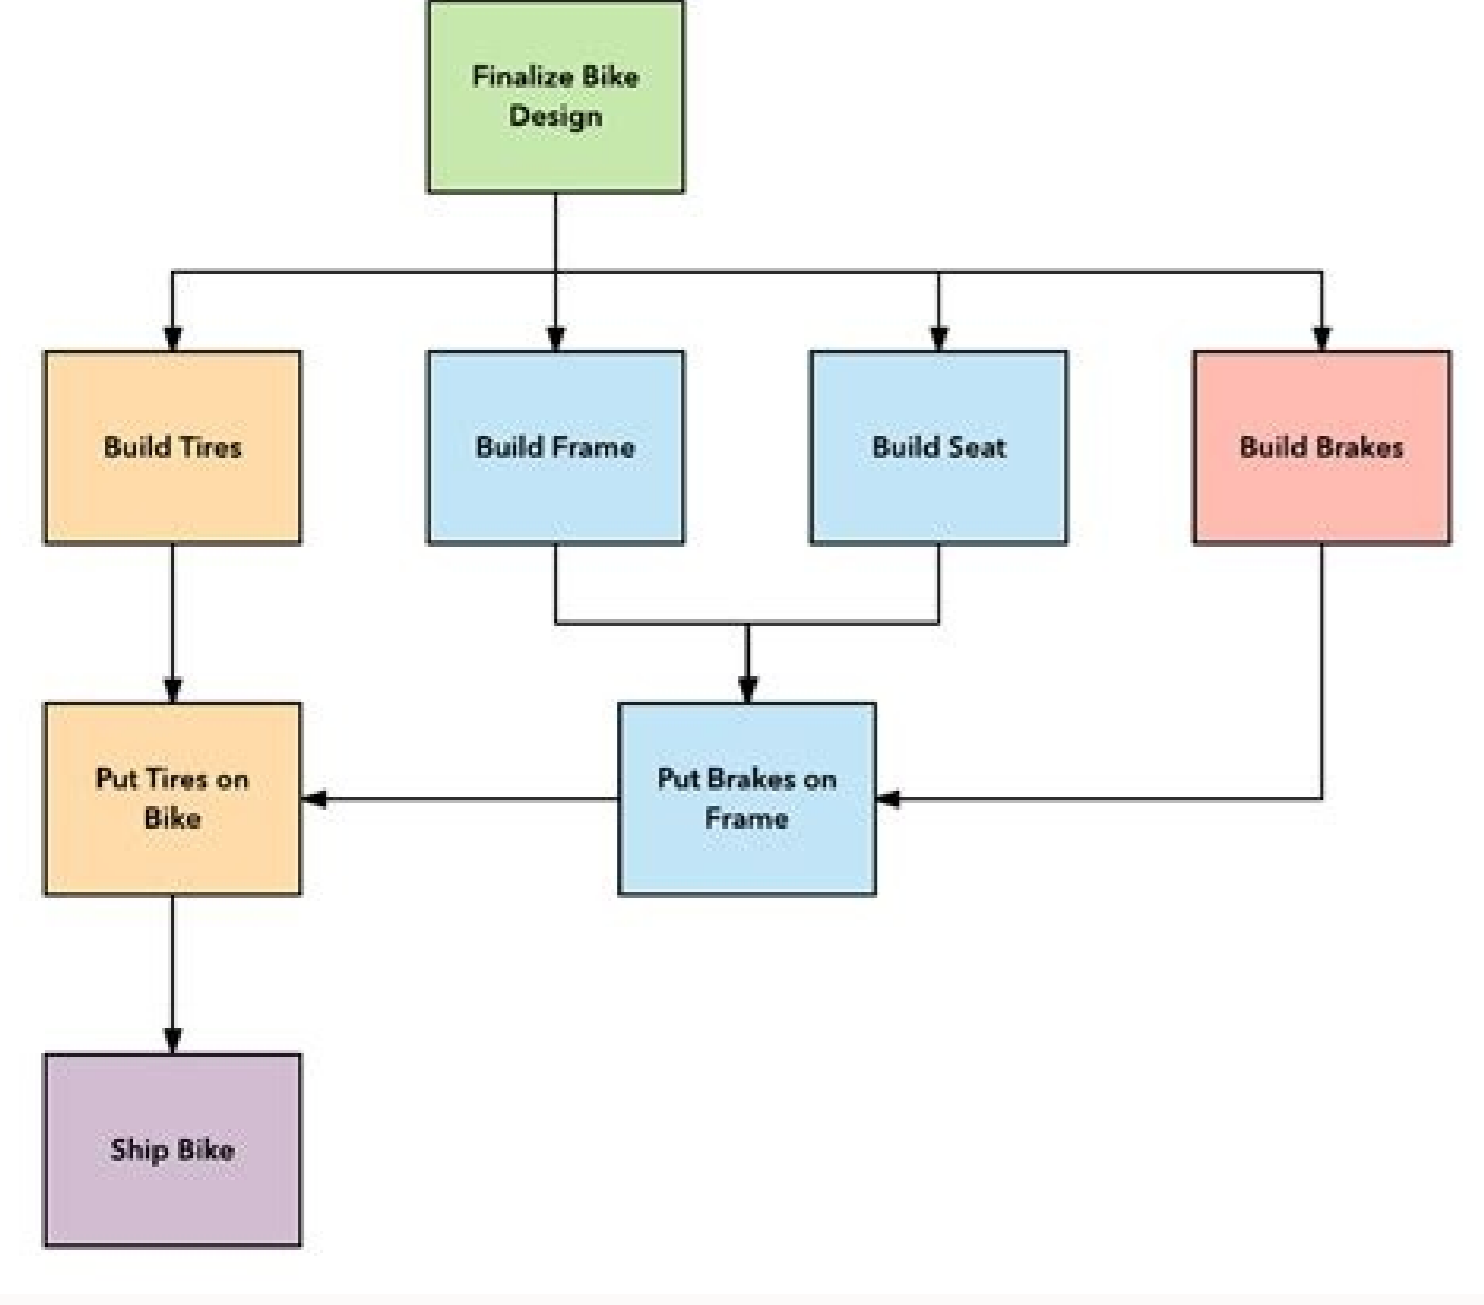 Finalize Bike
Design
Build Tires
Build Frame
Build Seat
Build Brakes
Put Tires on
Bike
Put Brakes on
Frame
Ship Bike